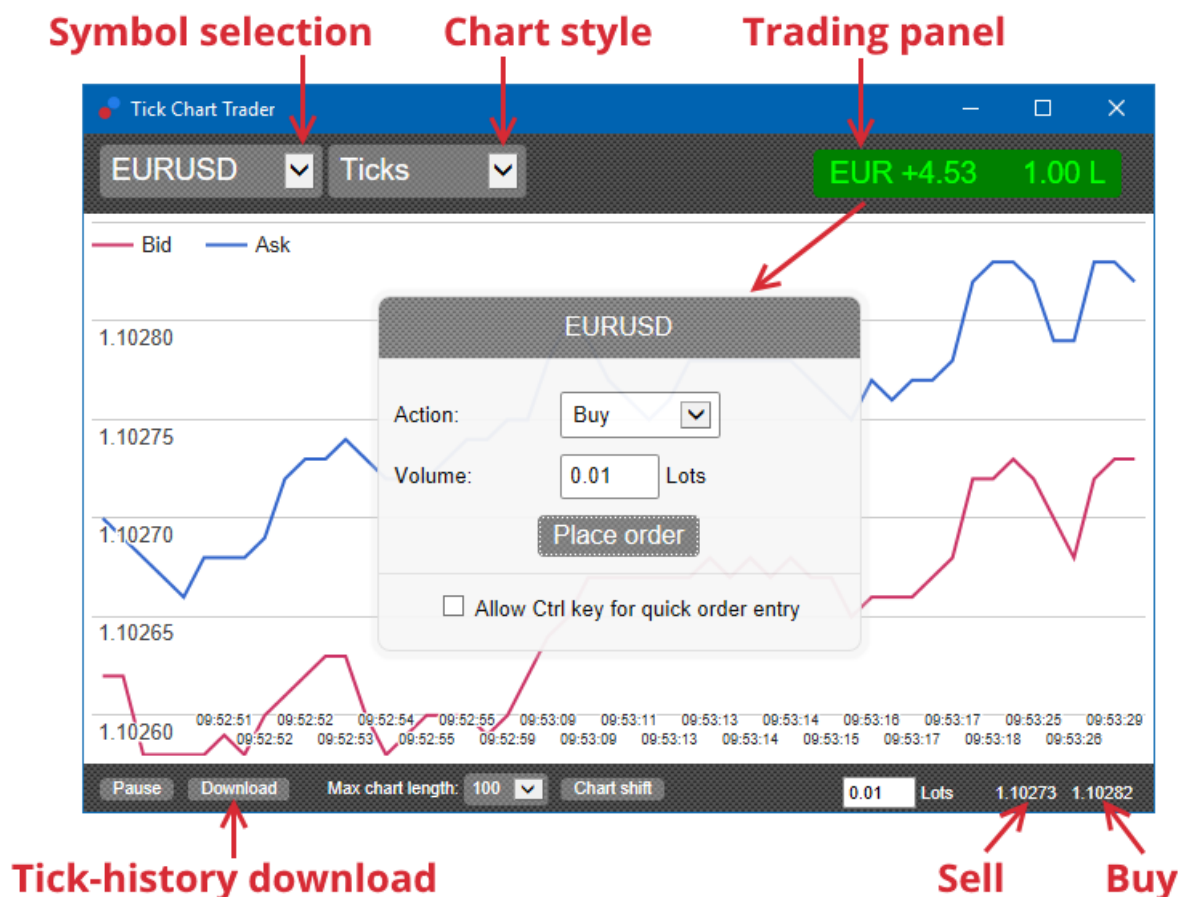 Symbol selection Chart style Trading panel
Tick Chart Trader
EURUSD Ticks EUR +4.53 1.00 L
Bid Ask
EURUSD
1.10280
Action: Buy
1.10275
Volume: 0.01 Lots
1.10270
Place order
Allow Ctrl key for quick order entry
1.10265
09:52:51 09:52:52 09:52:54 09:52:55 09:53:09 09:53:11 09:53:13 09:53:14 09:53:16 09:53:17 09:53:25 09:53:29
1.10260
09:52:52 09:52:53 09:52:55 09:52:59 09:53:09 09:53:13 09:53:14 09:53:15 09:53:17 09:53:18 09:53:26
Pause Download Max chart length: 100 Chart shift 0.01 Lots 1.10273 1.10282
Tick-history download Sell Buy